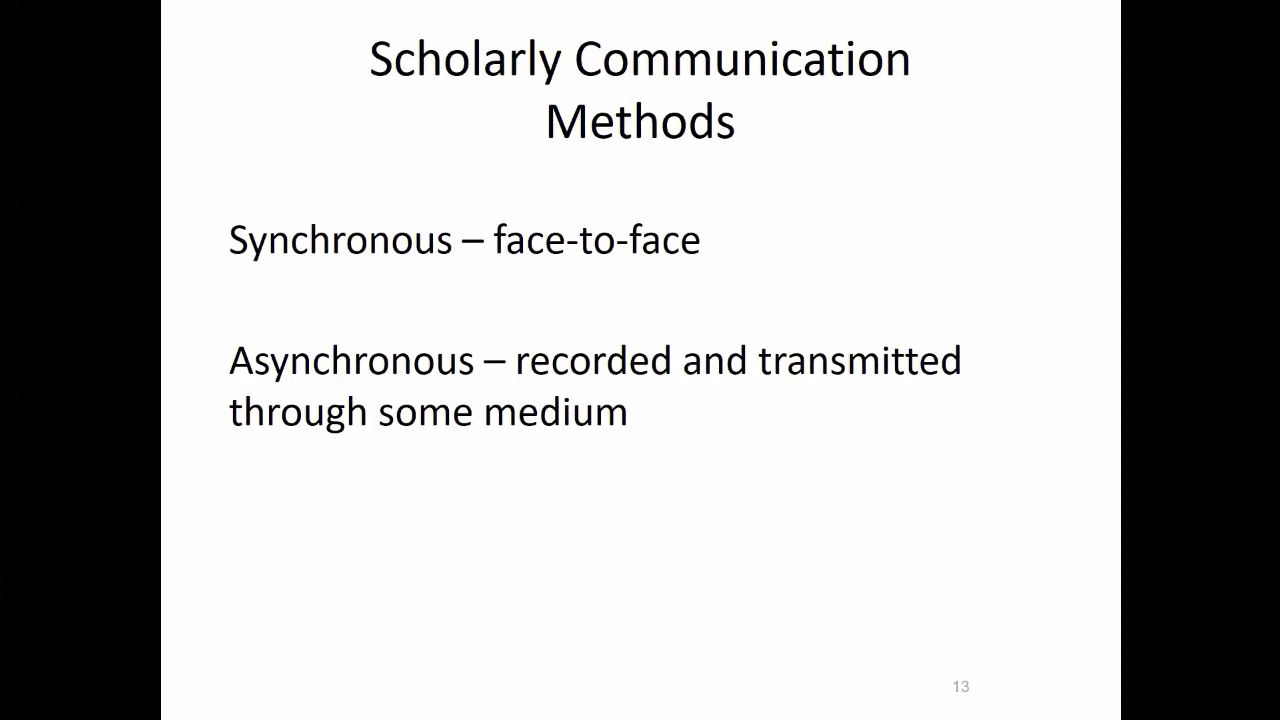 Scholarly Communication
Methods
Synchronous – face-to-face
Asynchronous – recorded and transmitted
through some medium
13